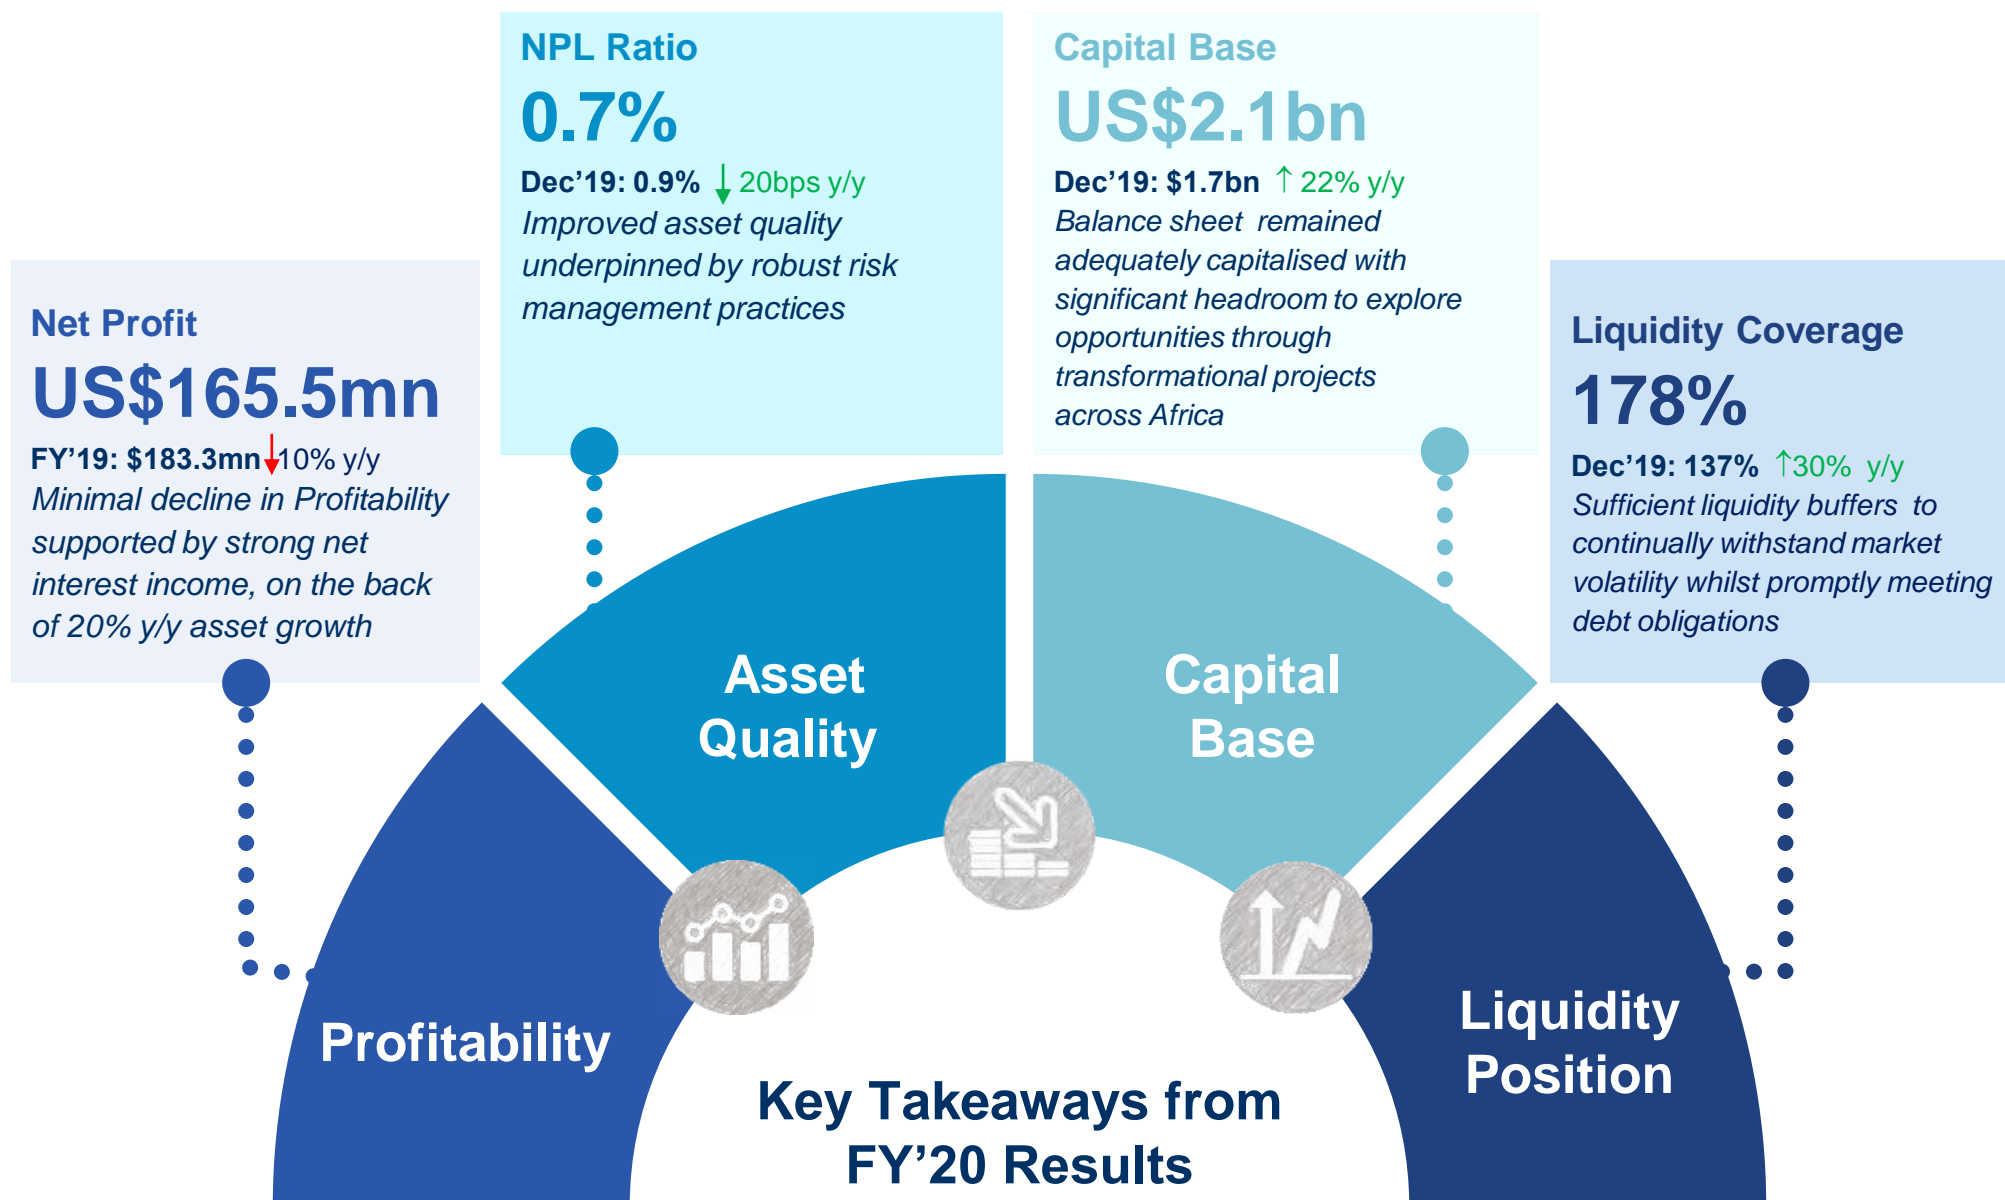 NPL Ratio
0.7%
Dec’19: 0.9% ↓ 20bps y/y
Improved asset quality
underpinned by robust risk
management practices
Capital Base
US$2.1bn
Dec’19: $1.7bn ↑ 22% y/y
Balance sheet remained
adequately capitalised with
significant headroom to explore
opportunities through
transformational projects
across Africa
Net Profit
US$165.5mn
FY’19: $183.3mn ↓ 10% y/y
Minimal decline in Profitability
supported by strong net
interest income, on the back
of 20% y/y asset growth
Liquidity Coverage
178%
Dec’19: 137% ↑30% y/y
Sufficient liquidity buffers to
continually withstand market
volatility whilst promptly meeting
debt obligations
Asset
Quality
Capital
Base
Profitability
Liquidity
Position
Key Takeaways from
FY’20 Results